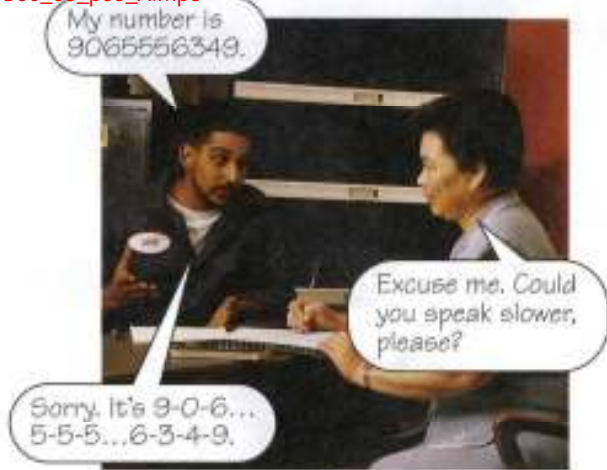 My number is
9065556349.
Excuse me. Could
you speak slower,
please?
Sorry. It's 9-0-6...
5-5-5...6-3-4-9.